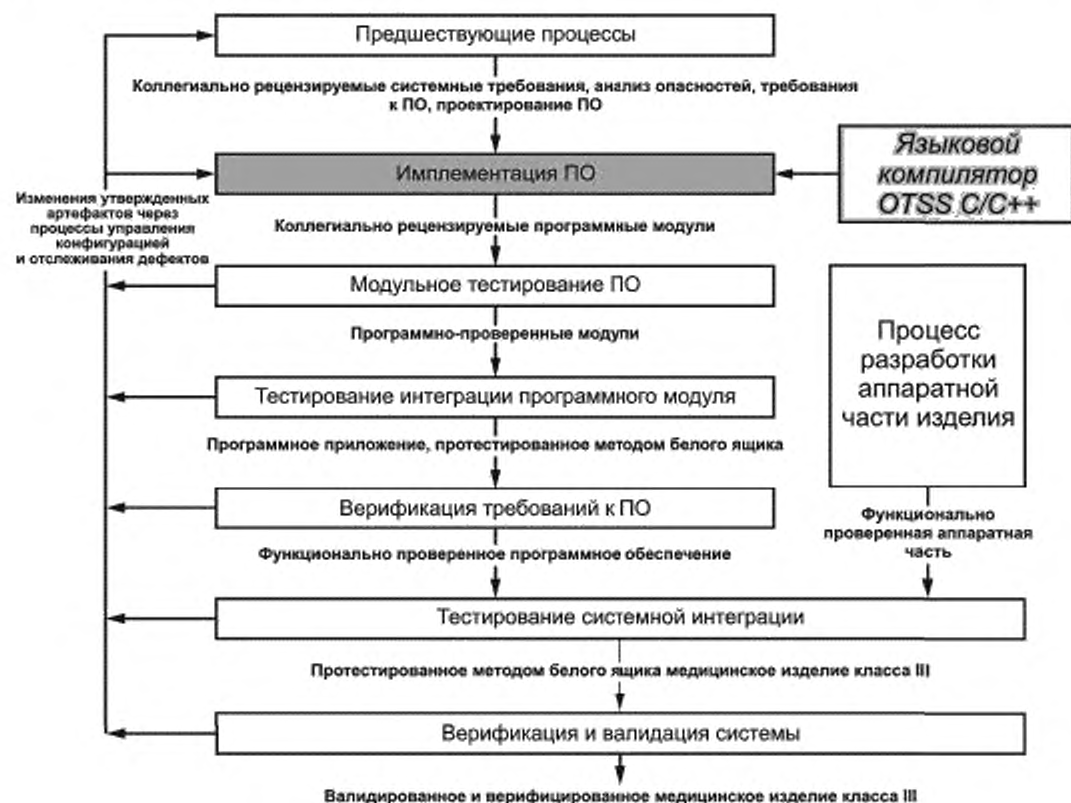 Предшествующие процессы
Коллегиально рецензируемые системные требования, анализ опасностей, требования
к ПО, проектирование ПО
Имплементация ПО
Языковой
компилятор
OTSS C/C++
Изменения утвержденных
артефактов через
процессы управления
конфигурацией
и отслеживания дефектов
Коллегиально рецензируемые программные модули
Модульное тестирование ПО
Программно-проверенные модули
Тестирование интеграции программного модуля
Процесс
разработки
аппаратной
части изделия
Программное приложение, протестированное методом белого ящика
Верификация требований к ПО
Функционально
проверенная аппаратная
часть
Функционально проверенное программное обеспечение
Тестирование системной интеграции
Протестированное методом белого ящика медицинское изделие класса III
Верификация и валидация системы
Валидированное и верифицированное медицинское изделие класса III